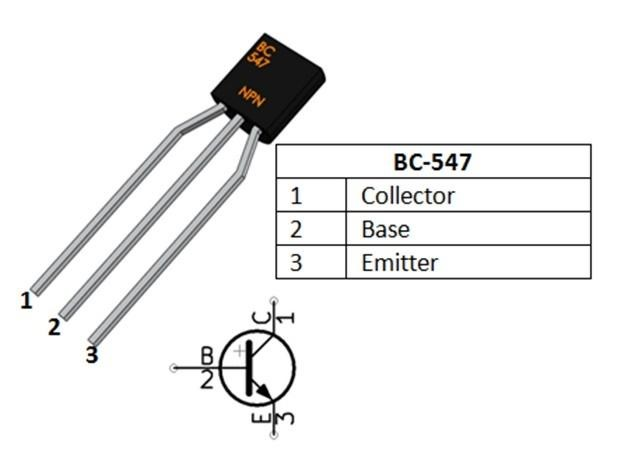 BC
547
NPN
BC-547
1 Collector
2 Base
3 Emitter
1
2
3
C 1
B
2
E 3